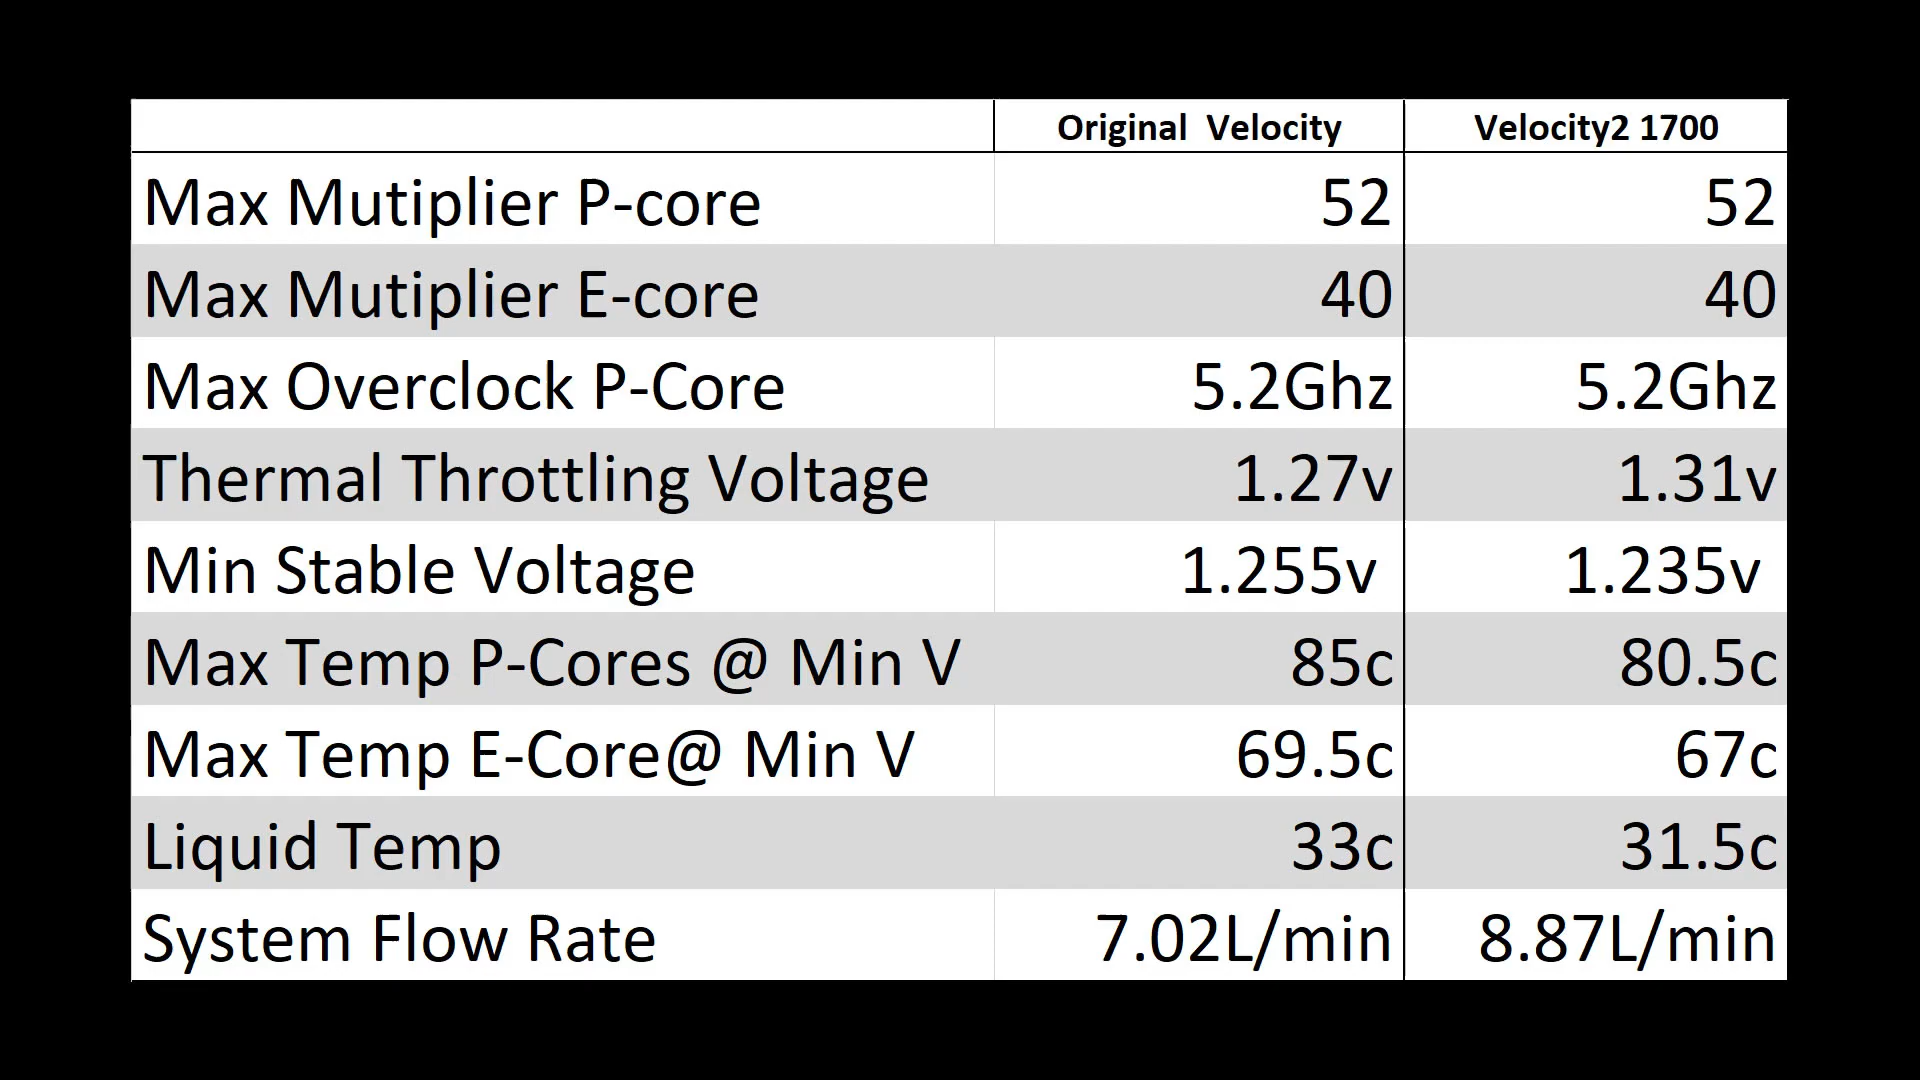 Original  Velocity Velocity2 1700
Max Mutiplier P-core 52 52
Max Mutiplier E-core 40 40
Max Overclock P-Core 5.2Ghz 5.2Ghz
Thermal Throttling Voltage 1.27v 1.31v
Min Stable Voltage 1.255v 1.235v
Max Temp P-Cores @ Min V 85c 80.5c
Max Temp E-Core@ Min V 69.5c 67c
Liquid Temp 33c 31.5c
System Flow Rate 7.02L/min 8.87L/min